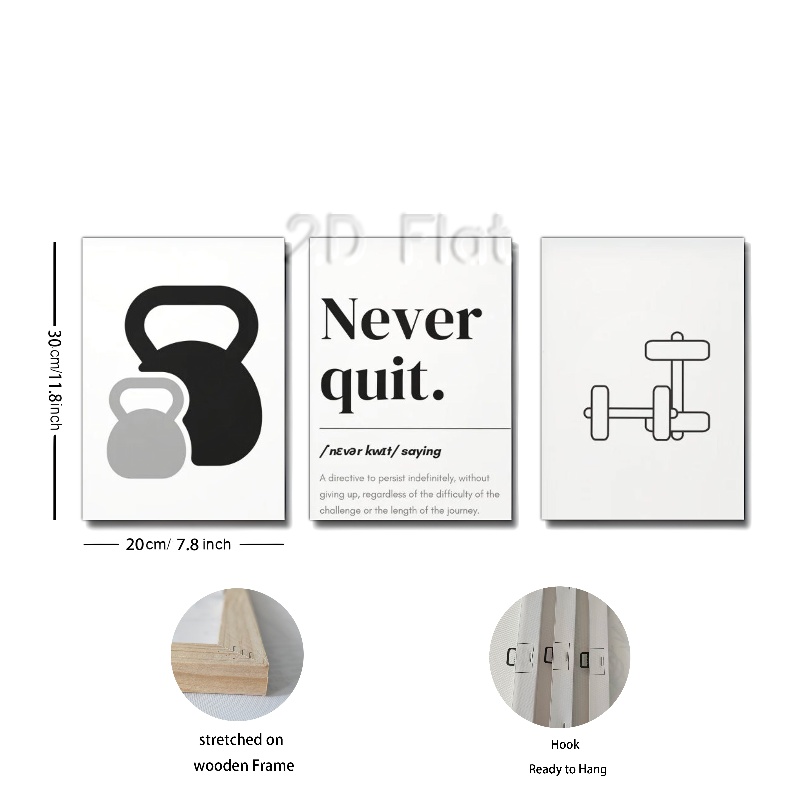 2D Flat
Never
quit.
/nɛvər kwɪt/ saying
A directive to persist indefinitely, without
giving up, regardless of the difficulty of the
challenge or the length of the journey.
30cm/11.8inch
20cm/ 7.8 inch
stretched on
wooden Frame
Hook
Ready to Hang